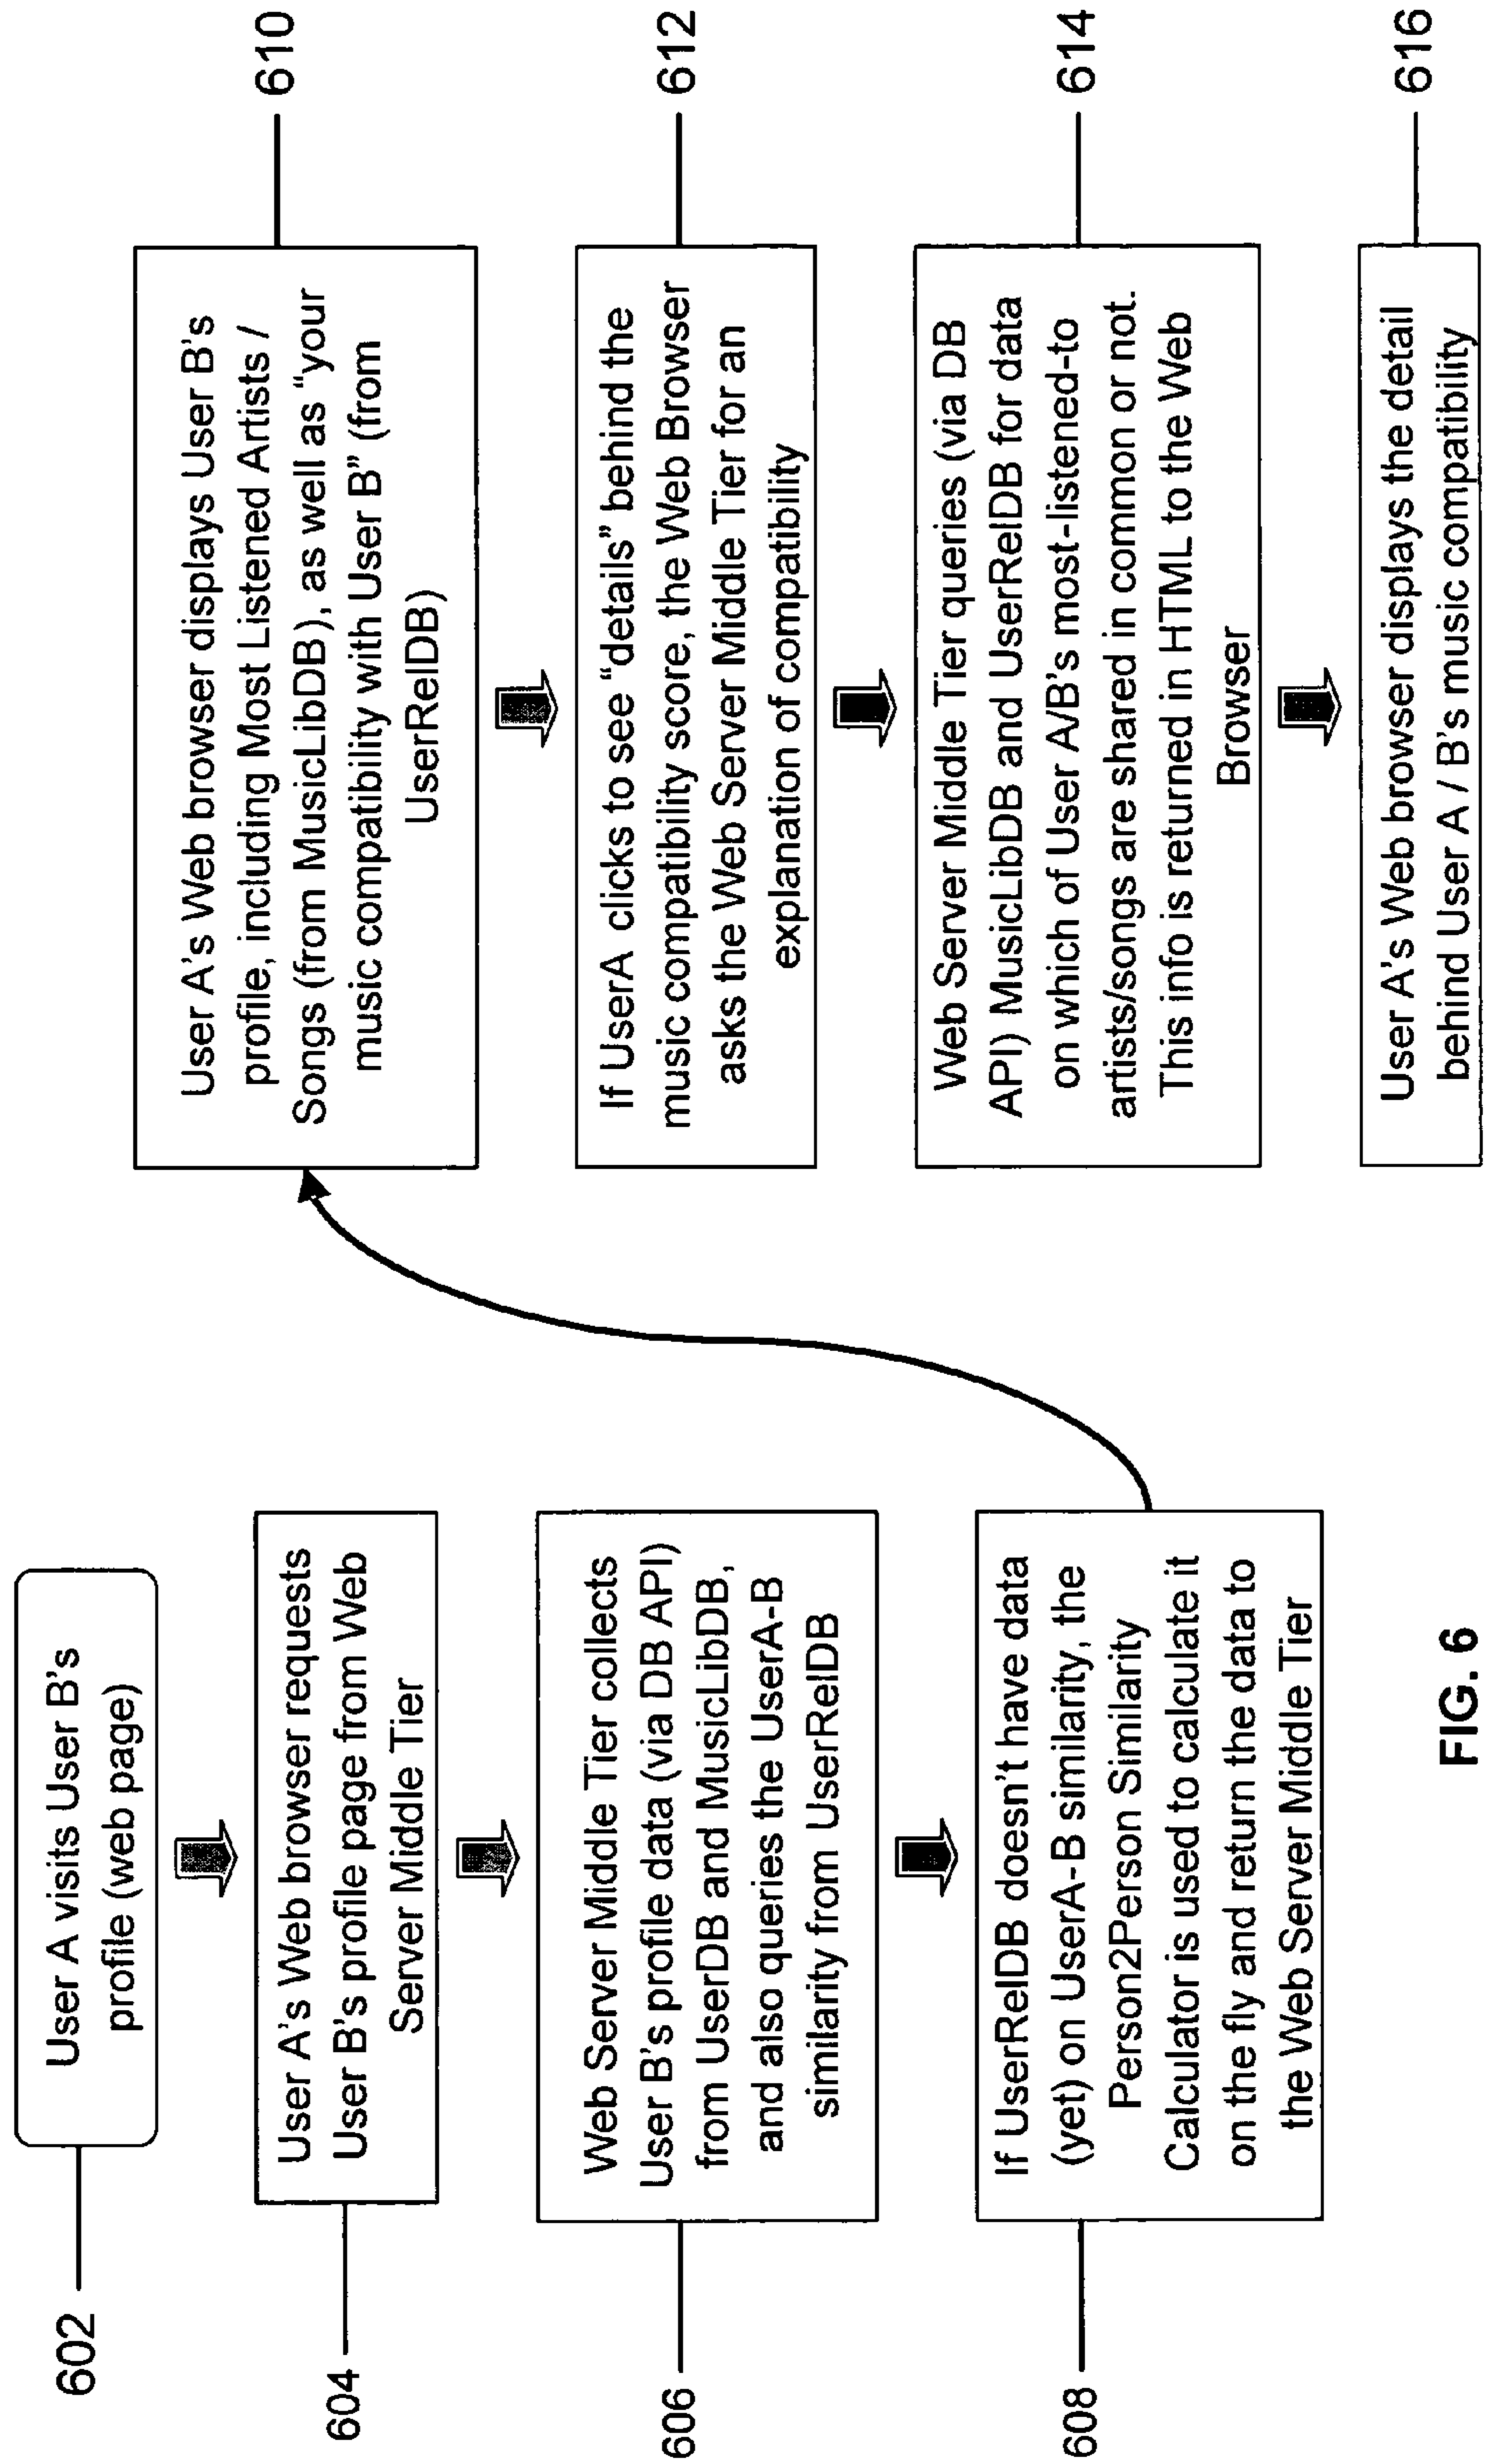 602
User A visits User B's
profile (web page)
604
User A's Web browser requests
User B's profile page from Web
Server Middle Tier
606
Web Server Middle Tier collects
User B's profile data (via DB API)
from UserDB and MusicLibDB,
and also queries the UserA-B
similarity from UserRelDB
608
If UserRelDB doesn't have data
(yet) on UserA-B similarity, the
Person2Person Similarity
Calculator is used to calculate it
on the fly and return the data to
the Web Server Middle Tier
610
User A's Web browser displays User B's
profile, including Most Listened Artists /
Songs (from MusicLibDB), as well as “your
music compatibility with User B” (from
UserRelDB)
612
If UserA clicks to see “details” behind the
music compatibility score, the Web Browser
asks the Web Server Middle Tier for an
explanation of compatibility
614
Web Server Middle Tier queries (via DB
API) MusicLibDB and UserRelDB for data
on which of User A/B's most-listened-to
artists/songs are shared in common or not.
This info is returned in HTML to the Web
Browser
616
User A's Web browser displays the detail
behind User A / B's music compatibility
FIG. 6